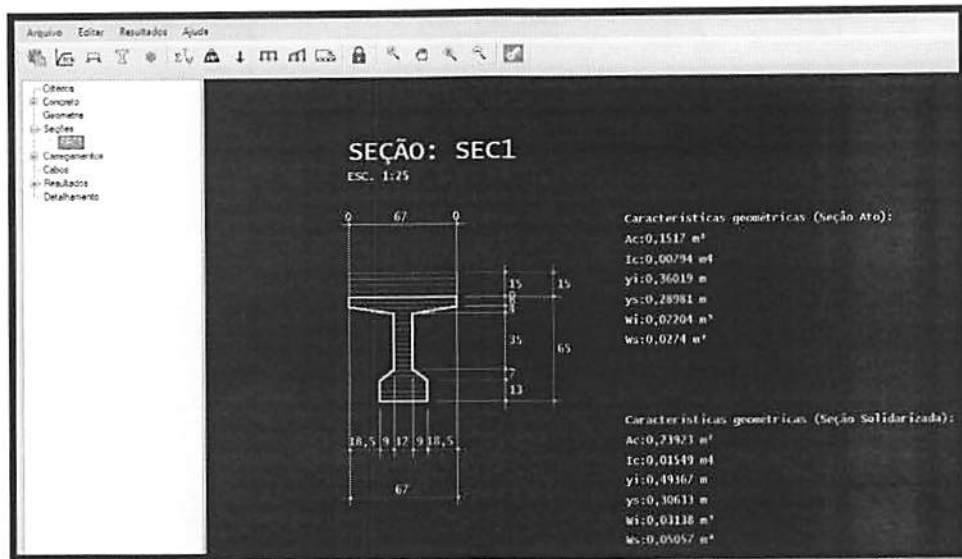 Arquivo Editar Resultados Ajuda
Critérios
Concreto
Geometria
Seções
SEC1
Carregamentos
Cabos
Resultados
Detalhamento
SEÇÃO: SEC1
ESC. 1:25
0 67 0
15 15
35
65
7
13
18,5 9 12 9 18,5
67
Características geométricas (Seção Ato):
Ac:0,1517 m²
Ic:0,00794 m4
yi:0,36019 m
ys:0,28981 m
Wi:0,02204 m³
Ws:0,0274 m³
Características geométricas (Seção Solidarizada):
Ac:0,23923 m²
Ic:0,01549 m4
yi:0,49367 m
ys:0,30633 m
Wi:0,03138 m³
Ws:0,05057 m³